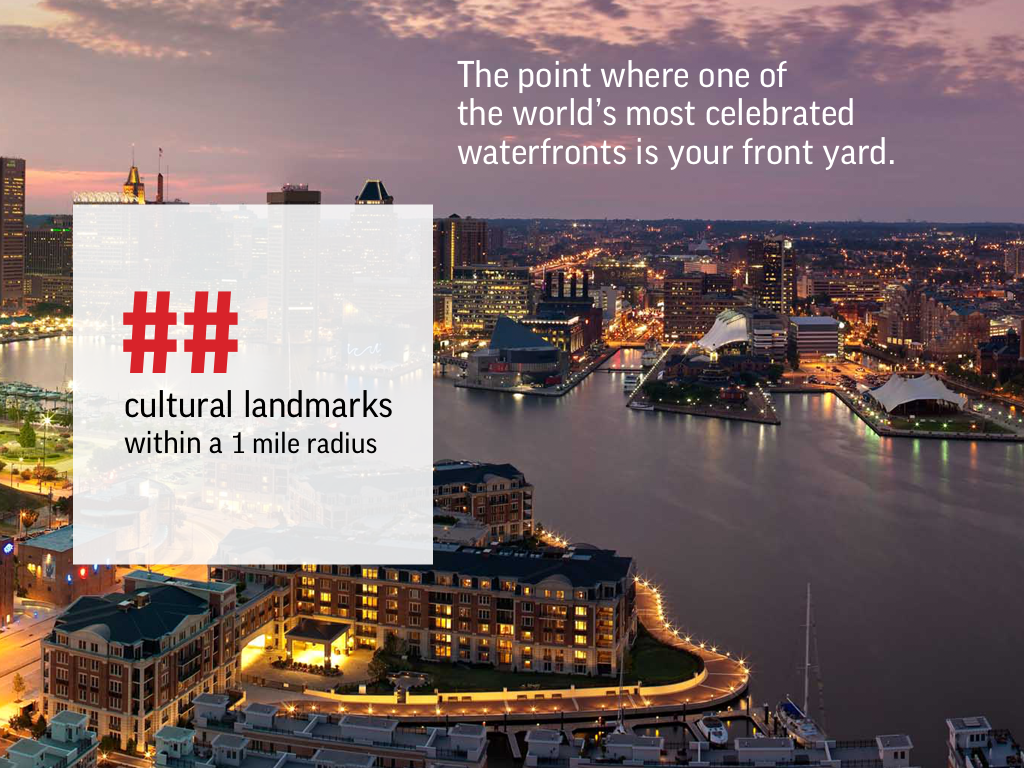 The point where one of
the world's most celebrated
waterfronts is your front yard.
##
cultural landmarks
within a 1 mile radius